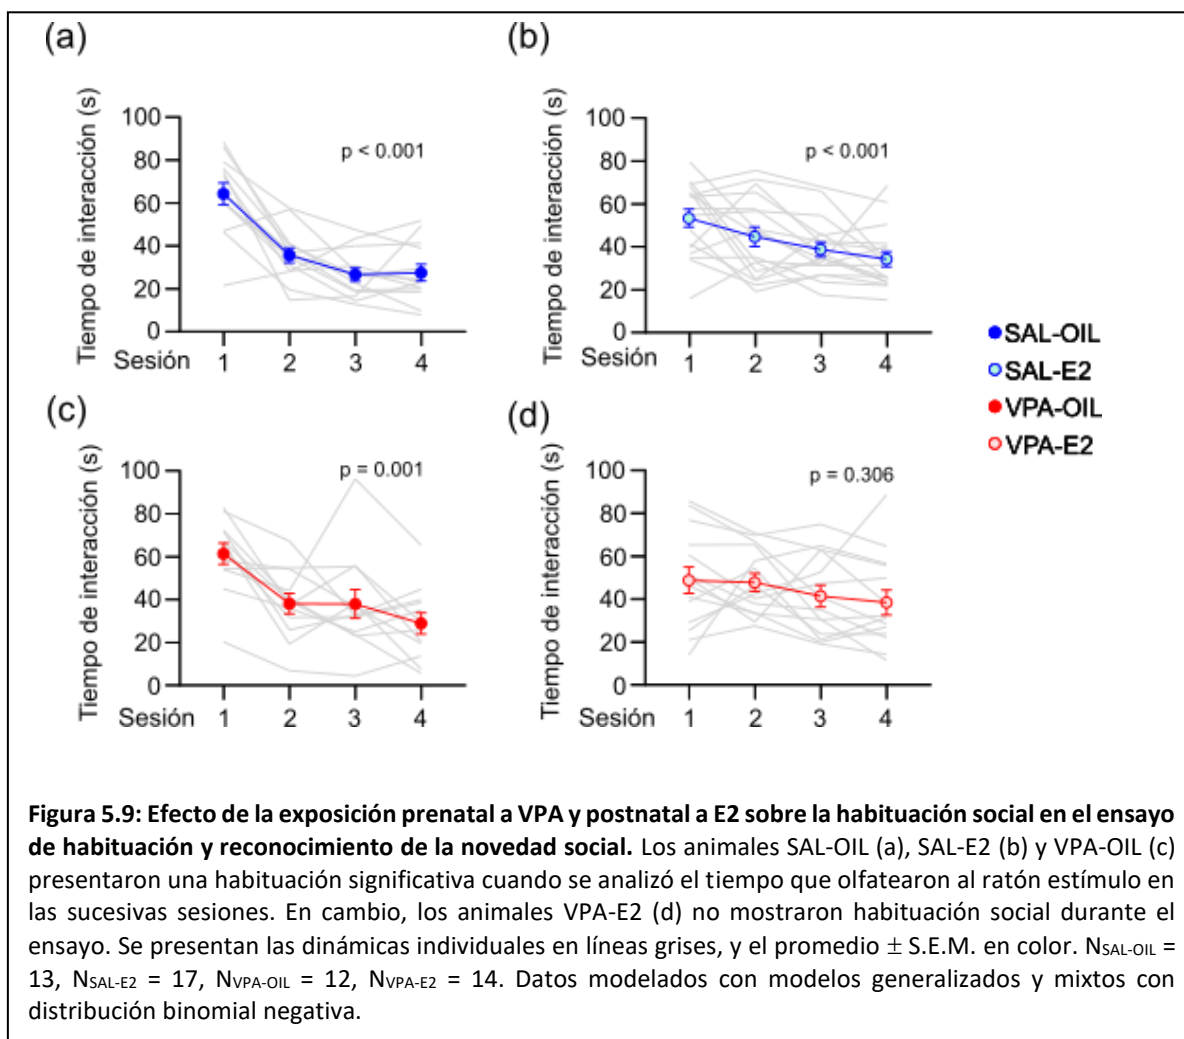 (a)
Tiempo de interacción (s)
100
80
60
40
20
0
p < 0.001
Sesión
1 2 3 4
(b)
Tiempo de interacción (s)
100
80
60
40
20
0
p < 0.001
Sesión
1 2 3 4
SAL-OIL
SAL-E2
VPA-OIL
VPA-E2
(c)
Tiempo de interacción (s)
100
80
60
40
20
0
p = 0.001
Sesión
1 2 3 4
(d)
Tiempo de interacción (s)
100
80
60
40
20
0
p = 0.306
Sesión
1 2 3 4
Figura 5.9: Efecto de la exposición prenatal a VPA y postnatal a E2 sobre la habituación social en el ensayo
de habituación y reconocimiento de la novedad social. Los animales SAL-OIL (a), SAL-E2 (b) y VPA-OIL (c)
presentaron una habituación significativa cuando se analizó el tiempo que olfatearon al ratón estímulo en
las sucesivas sesiones. En cambio, los animales VPA-E2 (d) no mostraron habituación social durante el
ensayo. Se presentan las dinámicas individuales en líneas grises, y el promedio ± S.E.M. en color. NSAL-OIL =
13, NSAL-E2 = 17, NVPA-OIL = 12, NVPA-E2 = 14. Datos modelados con modelos generalizados y mixtos con
distribución binomial negativa.